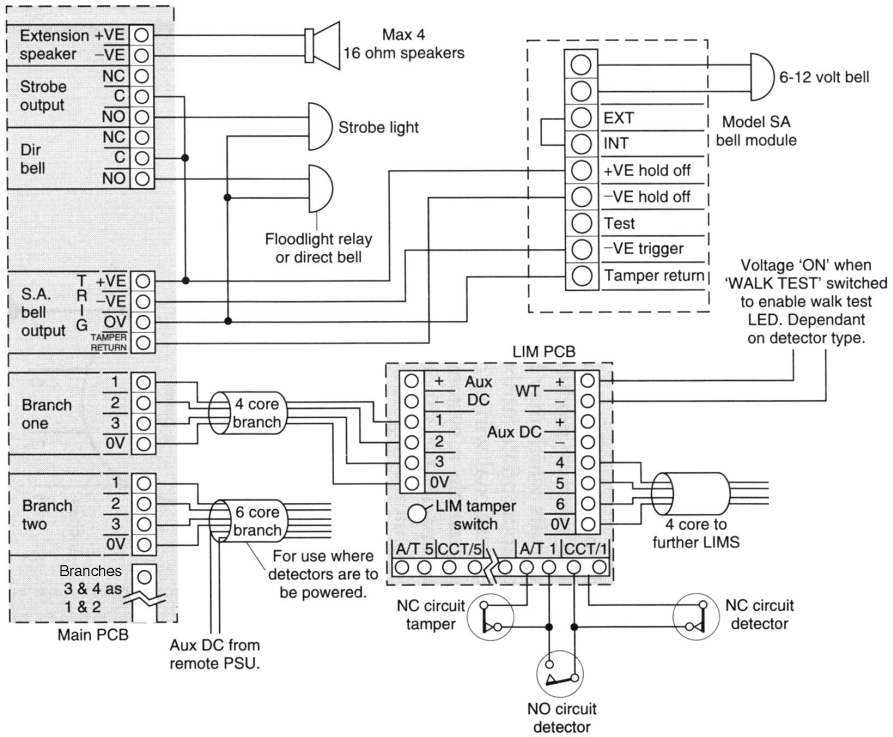 Extension +VE
speaker −VE
Strobe
output
NC
C
NO
Dir
bell
NC
C
NO
Max 4
16 ohm speakers
Strobe light
Floodlight relay
or direct bell
6-12 volt bell
Model SA
bell module
EXT
INT
+VE hold off
−VE hold off
Test
−VE trigger
Tamper return
S.A.
bell
output
TRIG
+VE
−VE
OV
TAMPER
RETURN
Voltage ‘ON’ when
‘WALK TEST’ switched
to enable walk test
LED. Dependant
on detector type.
Branch
one
1
2
3
0V
4 core
branch
Branch
two
1
2
3
0V
6 core
branch
For use where
detectors are to
be powered.
Branches
3 & 4 as
1 & 2
Main PCB
Aux DC from
remote PSU.
LIM PCB
+ Aux
− DC
1
2
3
0V
WT +
−
Aux DC +
−
4
5
6
0V
LIM tamper
switch
4 core to
further LIMS
A/T 5 CCT/5 A/T 1 CCT/1
NC circuit
tamper
NC circuit
detector
NO circuit
detector